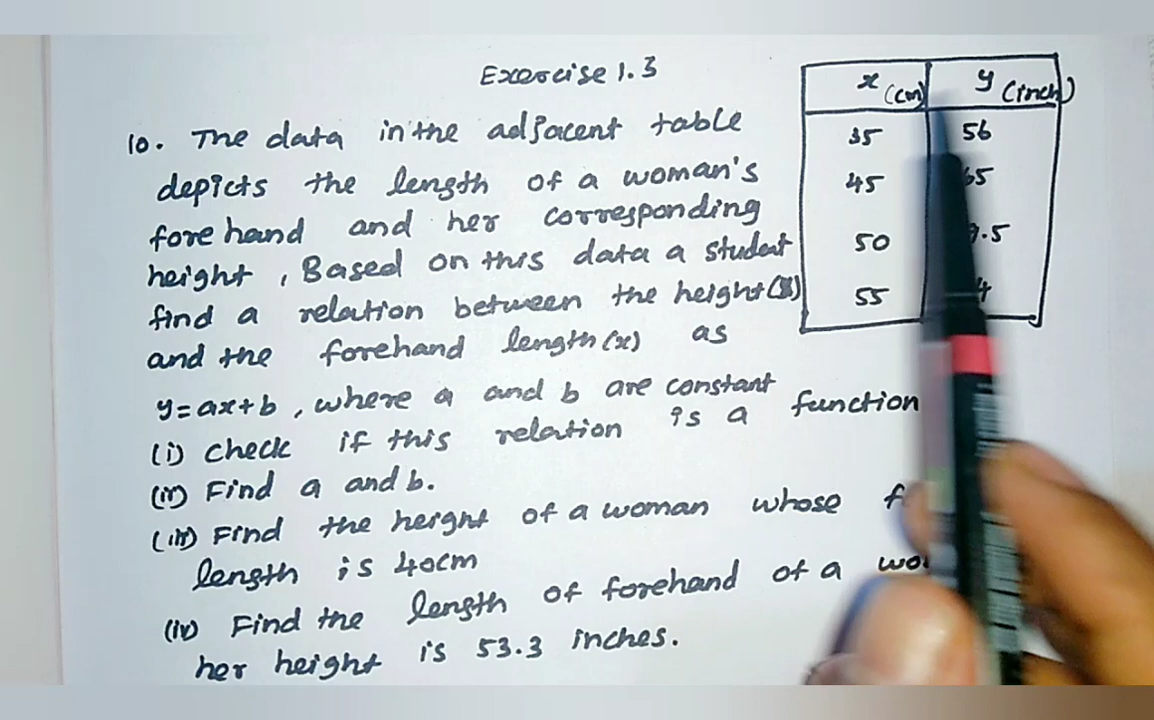 Exercise 1.3
x (cm) y (inch)
35 56
45 65
50 .5
55 4
10. The data in the adjacent table
depicts the length of a woman's
fore hand and her corresponding
height, Based on this data a student
find a relation between the height (y)
and the forehand length (x) as
y=ax+b, where a and b are constant
(i) check if this relation is a function
(ii) Find a and b.
(iii) Find the height of a woman whose
length is 40cm
(iv) Find the length of forehand of a
her height is 53.3 inches.